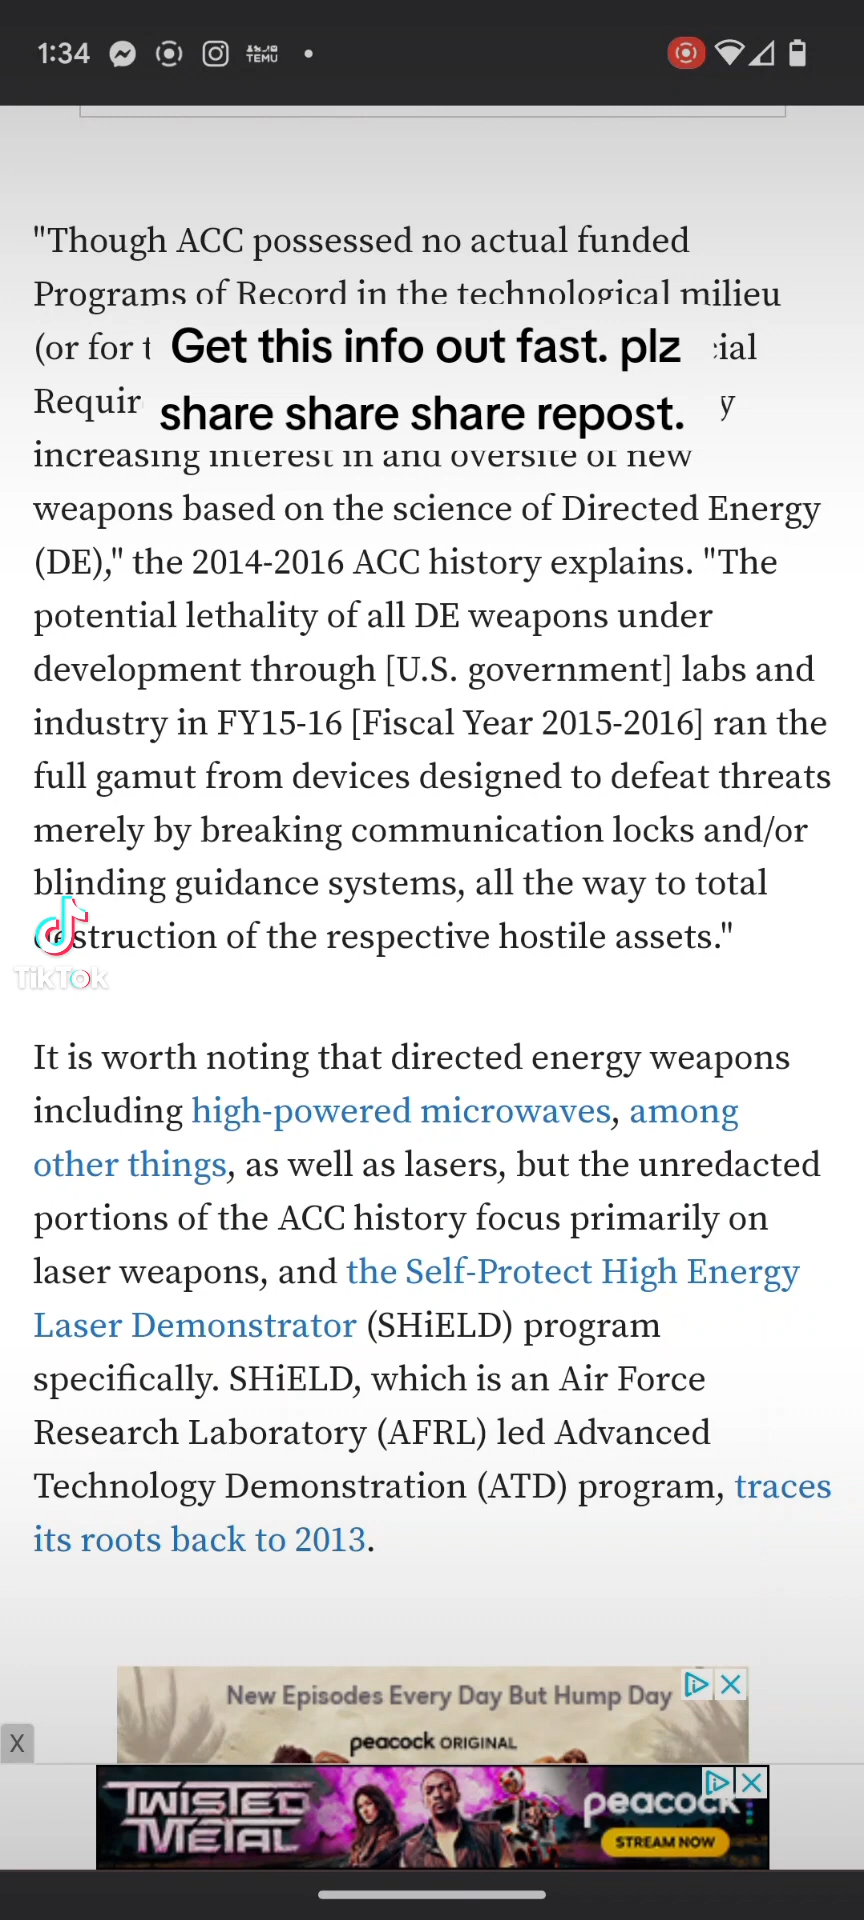 1:34
TEMU
"Though ACC possessed no actual funded
Programs of Record in the technological milieu
(or for t Get this info out fast. plz cial
Requir share share share repost. y
increasing interest in and oversite of new
weapons based on the science of Directed Energy
(DE)," the 2014-2016 ACC history explains. "The
potential lethality of all DE weapons under
development through [U.S. government] labs and
industry in FY15-16 [Fiscal Year 2015-2016] ran the
full gamut from devices designed to defeat threats
merely by breaking communication locks and/or
blinding guidance systems, all the way to total
destruction of the respective hostile assets."
TikTok
It is worth noting that directed energy weapons
including high-powered microwaves, among
other things, as well as lasers, but the unredacted
portions of the ACC history focus primarily on
laser weapons, and the Self-Protect High Energy
Laser Demonstrator (SHiELD) program
specifically. SHiELD, which is an Air Force
Research Laboratory (AFRL) led Advanced
Technology Demonstration (ATD) program, traces
its roots back to 2013.
New Episodes Every Day But Hump Day
peacock ORIGINAL
X
TWISTED
METAL
peacock
STREAM NOW